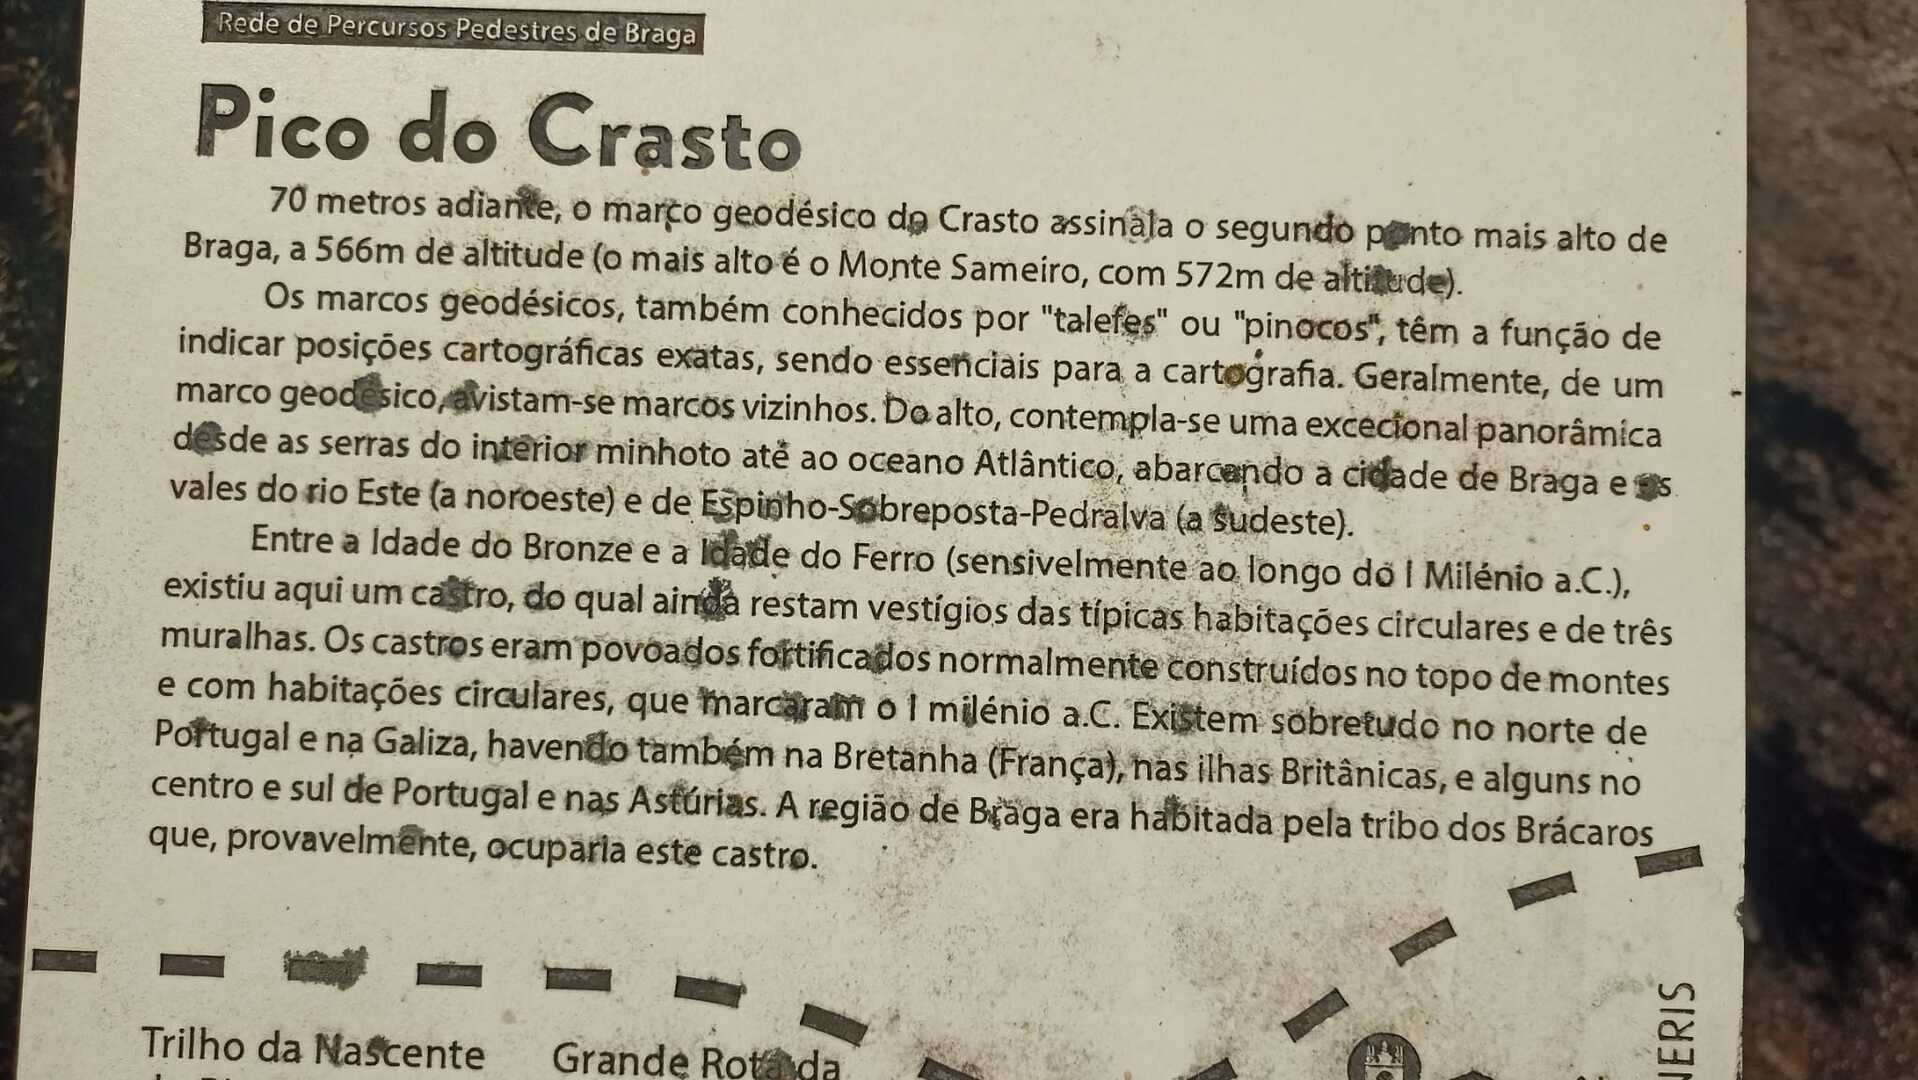 Rede de Percursos Pedestres de Braga
Pico do Crasto
70 metros adiante, o marco geodésico do Crasto assinala o segundo ponto mais alto de
Braga, a 566m de altitude (o mais alto é o Monte Sameiro, com 572m de altitude).
Os marcos geodésicos, também conhecidos por "talefes" ou "pinocos", têm a função de
indicar posições cartográficas exatas, sendo essenciais para a cartografia. Geralmente, de um
marco geodésico, avistam-se marcos vizinhos. Do alto, contempla-se uma excecional panorâmica
desde as serras do interior minhoto até ao oceano Atlântico, abarcando a cidade de Braga e os
vales do rio Este (a noroeste) e de Espinho-Sobreposta-Pedralva (a sudeste).
Entre a Idade do Bronze e a Idade do Ferro (sensivelmente ao longo do I Milénio a.C.),
existiu aqui um castro, do qual ainda restam vestígios das típicas habitações circulares e de três
muralhas. Os castros eram povoados fortificados normalmente construídos no topo de montes
e com habitações circulares, que marcaram o I milénio a.C. Existem sobretudo no norte de
Portugal e na Galiza, havendo também na Bretanha (França), nas ilhas Britânicas, e alguns no
centro e sul de Portugal e nas Astúrias. A região de Braga era habitada pela tribo dos Brácaros
que, provavelmente, ocuparia este castro.
Trilho da Nascente
Grande Rota da